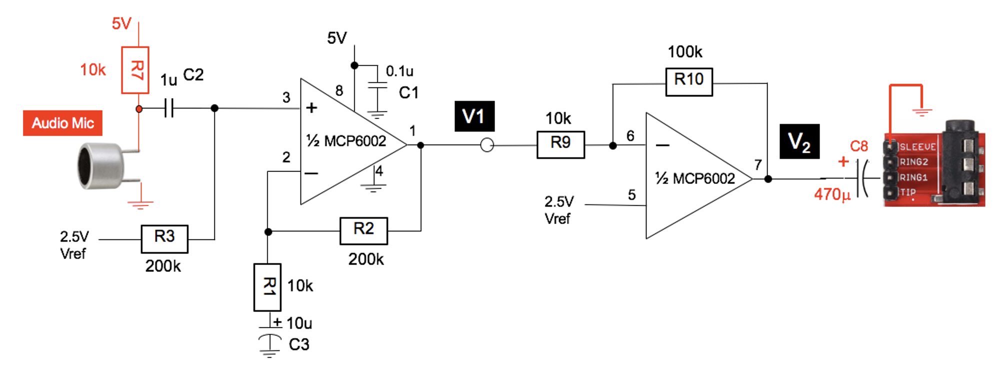 5V
10k
R7
1u
C2
Audio Mic
2.5V
Vref
R3
200k
5V
0.1u
C1
8
3
+
½ MCP6002
1
2
−
4
R2
200k
R1
10k
+
10u
C3
V1
10k
R9
100k
R10
6
−
½ MCP6002
7
2.5V
Vref
5
V₂
C8
+
470µ
SLEEVE
RING2
RING1
TIP